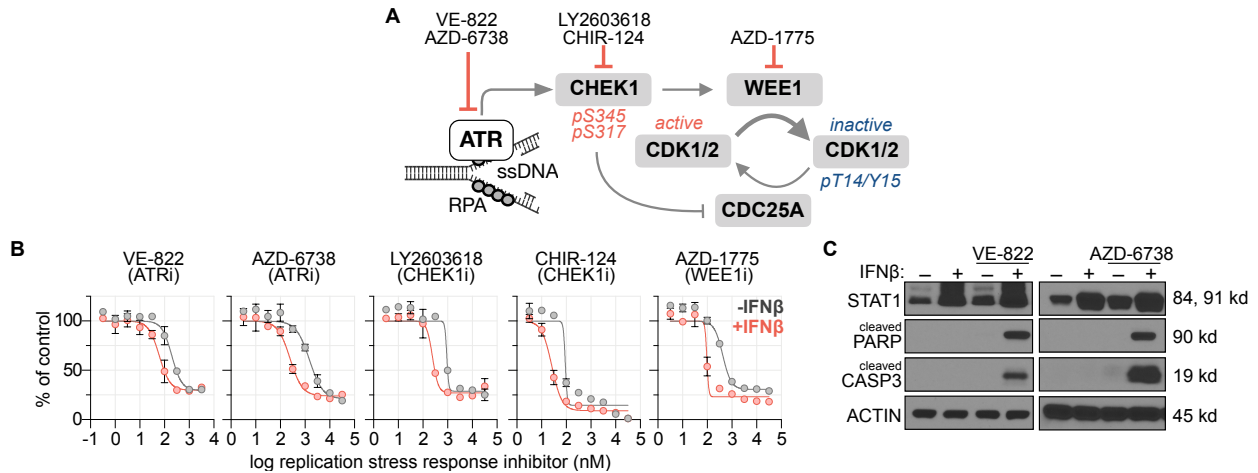 A
VE-822
AZD-6738
LY2603618
CHIR-124
AZD-1775
CHEK1
WEE1
pS345
pS317
active
inactive
ATR
CDK1/2
CDK1/2
ssDNA
pT14/Y15
RPA
CDC25A
B
VE-822
(ATRi)
AZD-6738
(ATRi)
LY2603618
(CHEK1i)
CHIR-124
(CHEK1i)
AZD-1775
(WEE1i)
-IFNβ
+IFNβ
% of control
100
50
0
-1 0 1 2 3 4 5
0 1 2 3 4 5
0 1 2 3 4 5
0 1 2 3 4 5
0 1 2 3 4 5
log replication stress response inhibitor (nM)
C
VE-822
AZD-6738
IFNβ: – + – + – + – +
STAT1 84, 91 kd
cleaved
PARP 90 kd
cleaved
CASP3 19 kd
ACTIN 45 kd